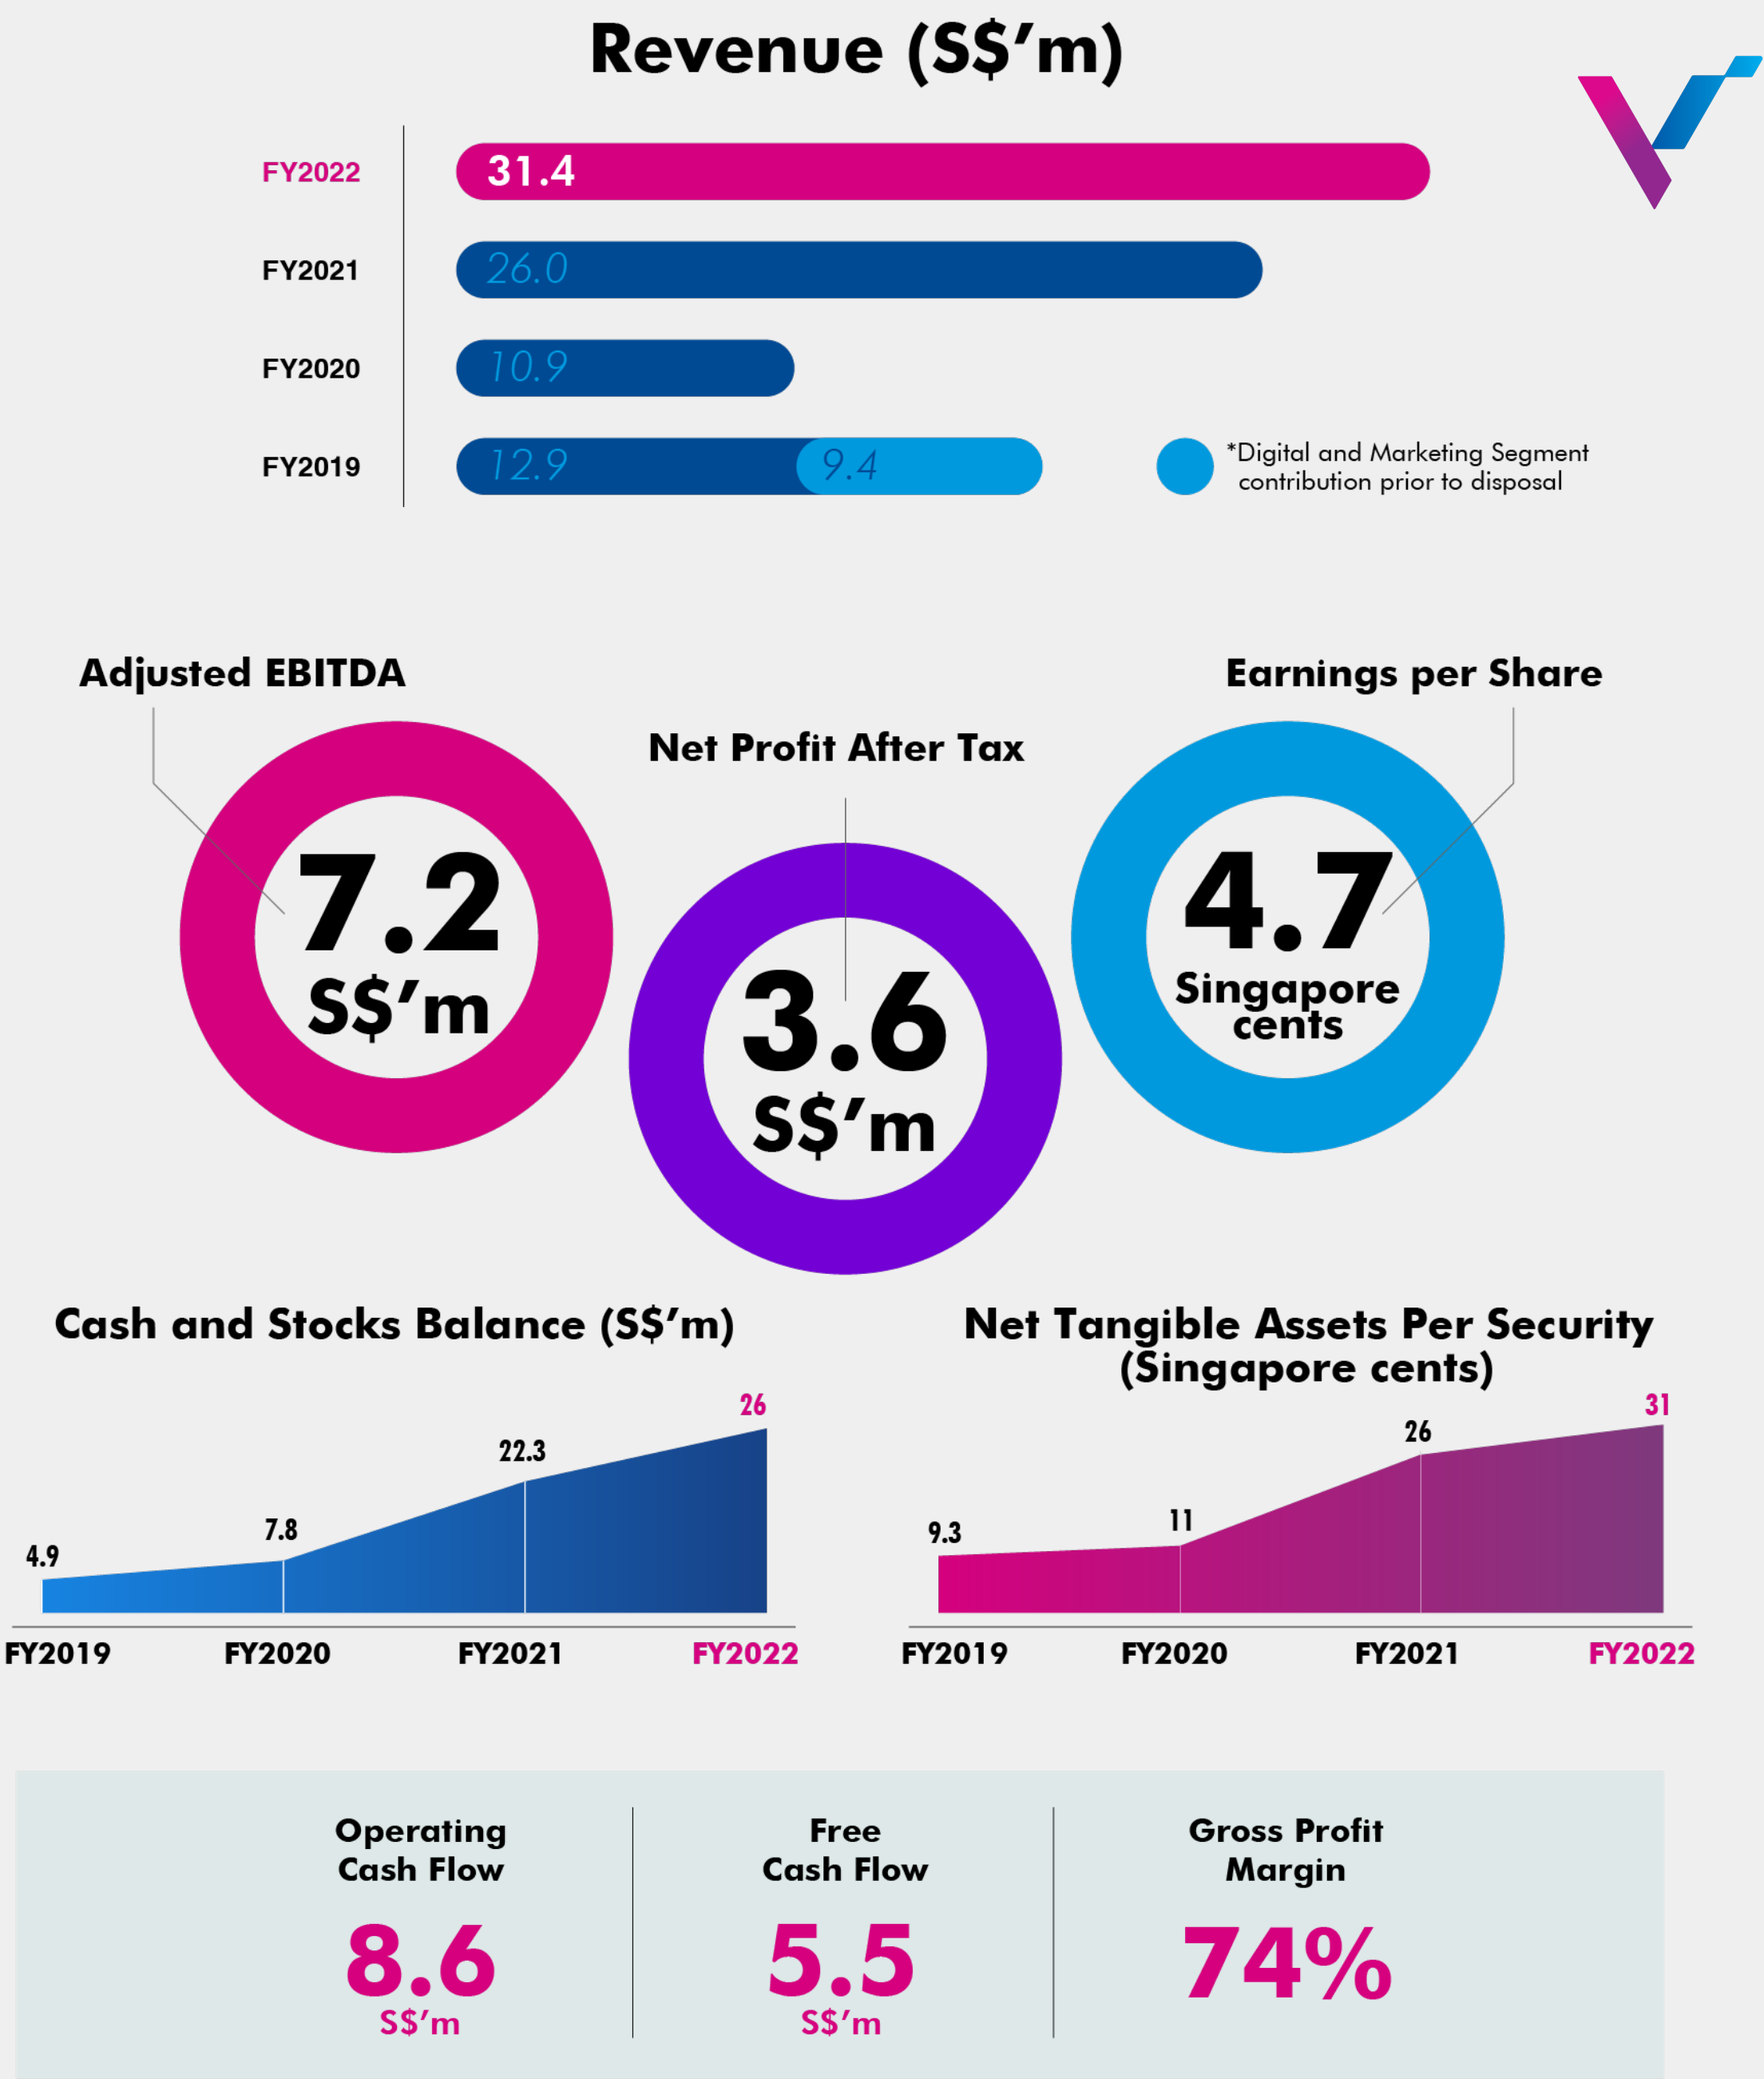 Revenue (S$'m)
FY2022
31.4
FY2021
26.0
FY2020
10.9
FY2019
12.9
9.4
*Digital and Marketing Segment
contribution prior to disposal
Adjusted EBITDA
7.2
S$'m
Net Profit After Tax
3.6
S$'m
Earnings per Share
4.7
Singapore
cents
Cash and Stocks Balance (S$'m)
4.9
7.8
22.3
26
FY2019
FY2020
FY2021
FY2022
Net Tangible Assets Per Security
(Singapore cents)
9.3
11
26
31
FY2019
FY2020
FY2021
FY2022
Operating
Cash Flow
8.6
S$'m
Free
Cash Flow
5.5
S$'m
Gross Profit
Margin
74%